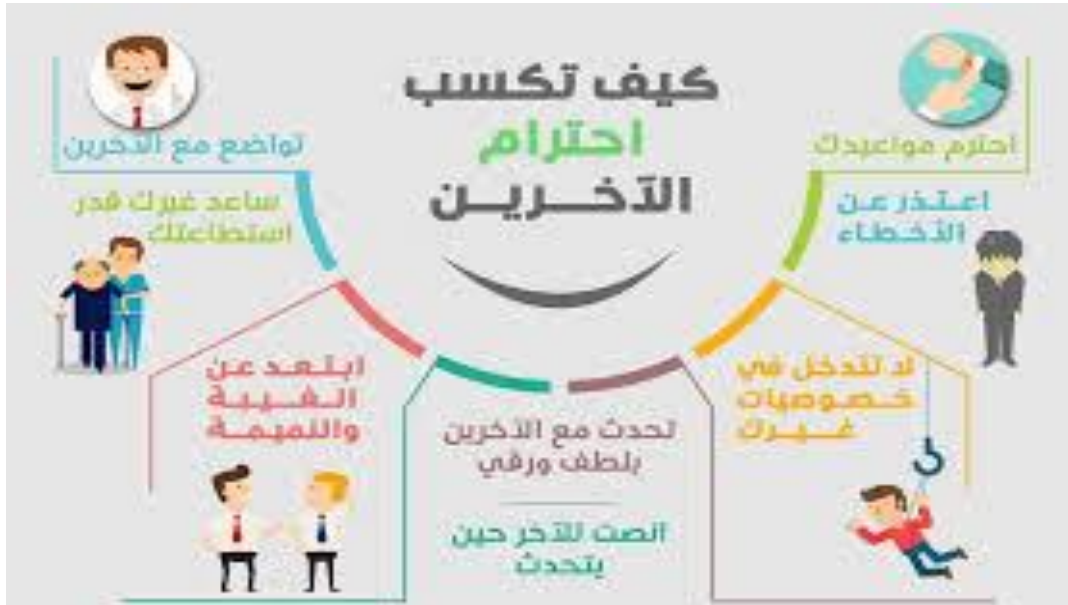 كيف تكسب
احترام
الآخرين
احترم مواعيدك
اعتذر عن
الأخطاء
لا تتدخل في
خصوصيات
غيرك
تحدث مع الآخرين
بلطف ورقي
انصت للآخر حين
يتحدث
ابتعد عن
الغيبة
والنميمة
ساعد غيرك قدر
استطاعتك
تواضع مع الآخرين